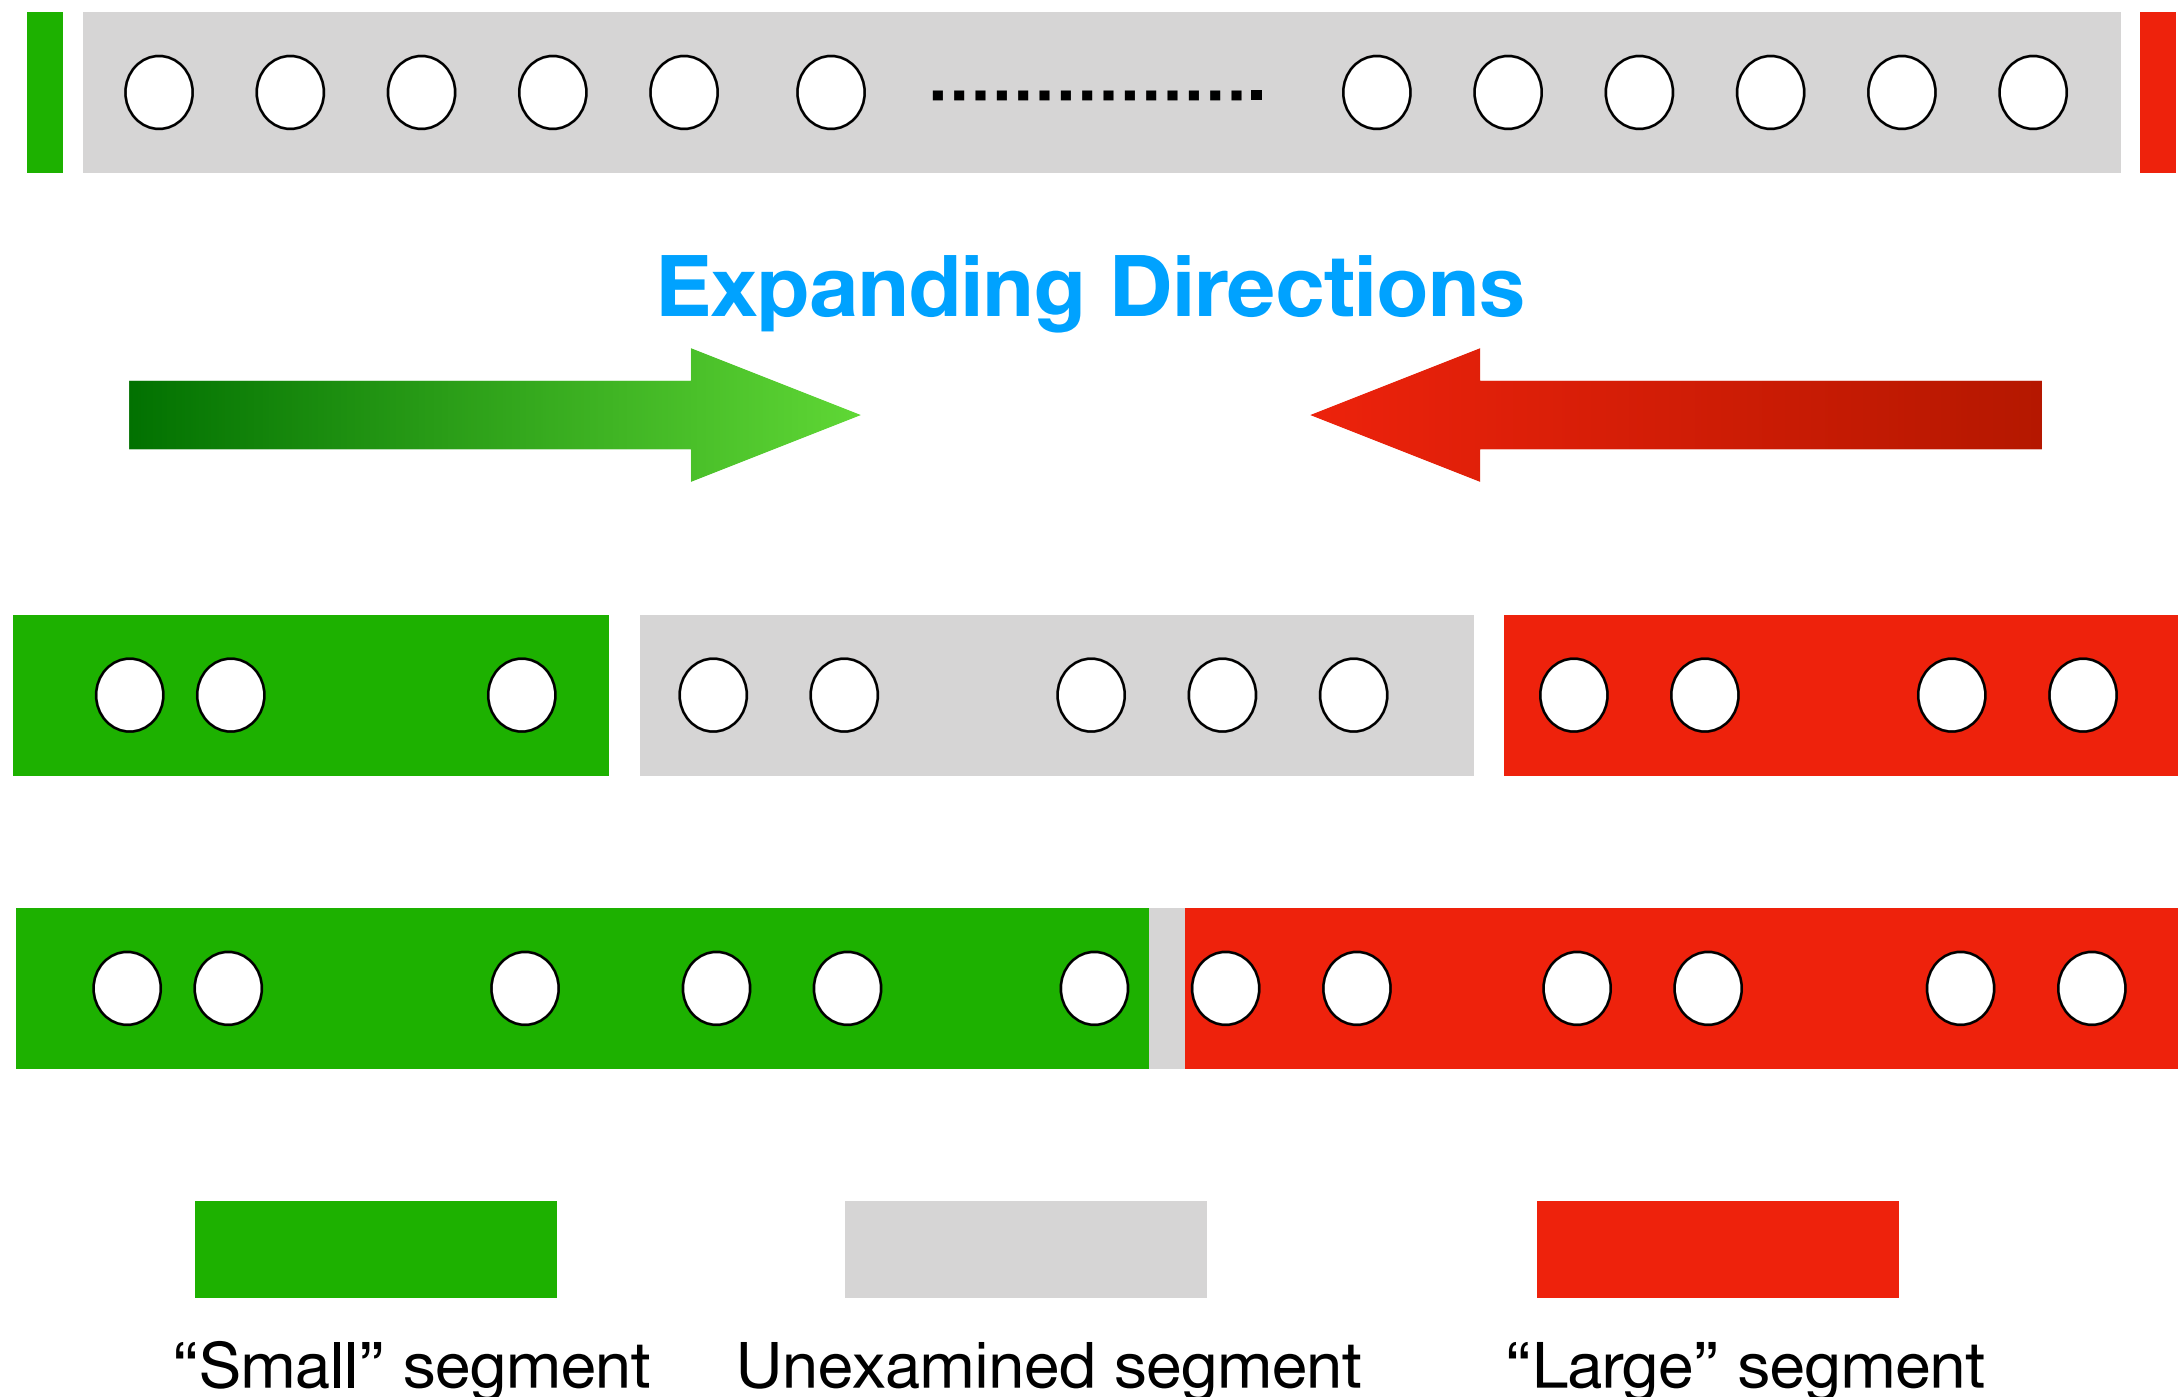 Expanding Directions
“Small” segment
Unexamined segment
“Large” segment